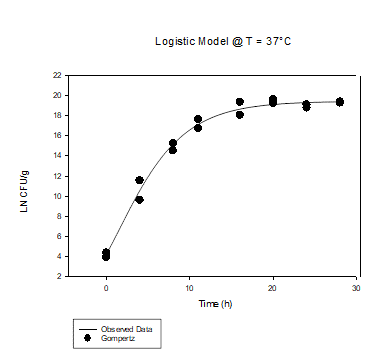 Logistic Model @ T = 37°C
22
20
18
16
14
12
10
8
6
4
2
LN CFU/g
0 10 20 30
Time (h)
Observed Data
Gompertz